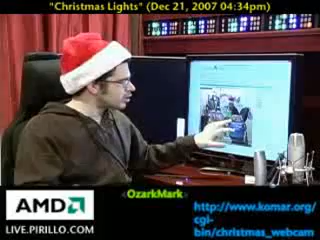 "Christmas Lights" (Dec 21, 2007 04:34pm)
AMD
LIVE.PIRILLO.COM
<OzarkMark>
http://www.komar.org/
cgi-
bin/christmas_webcam